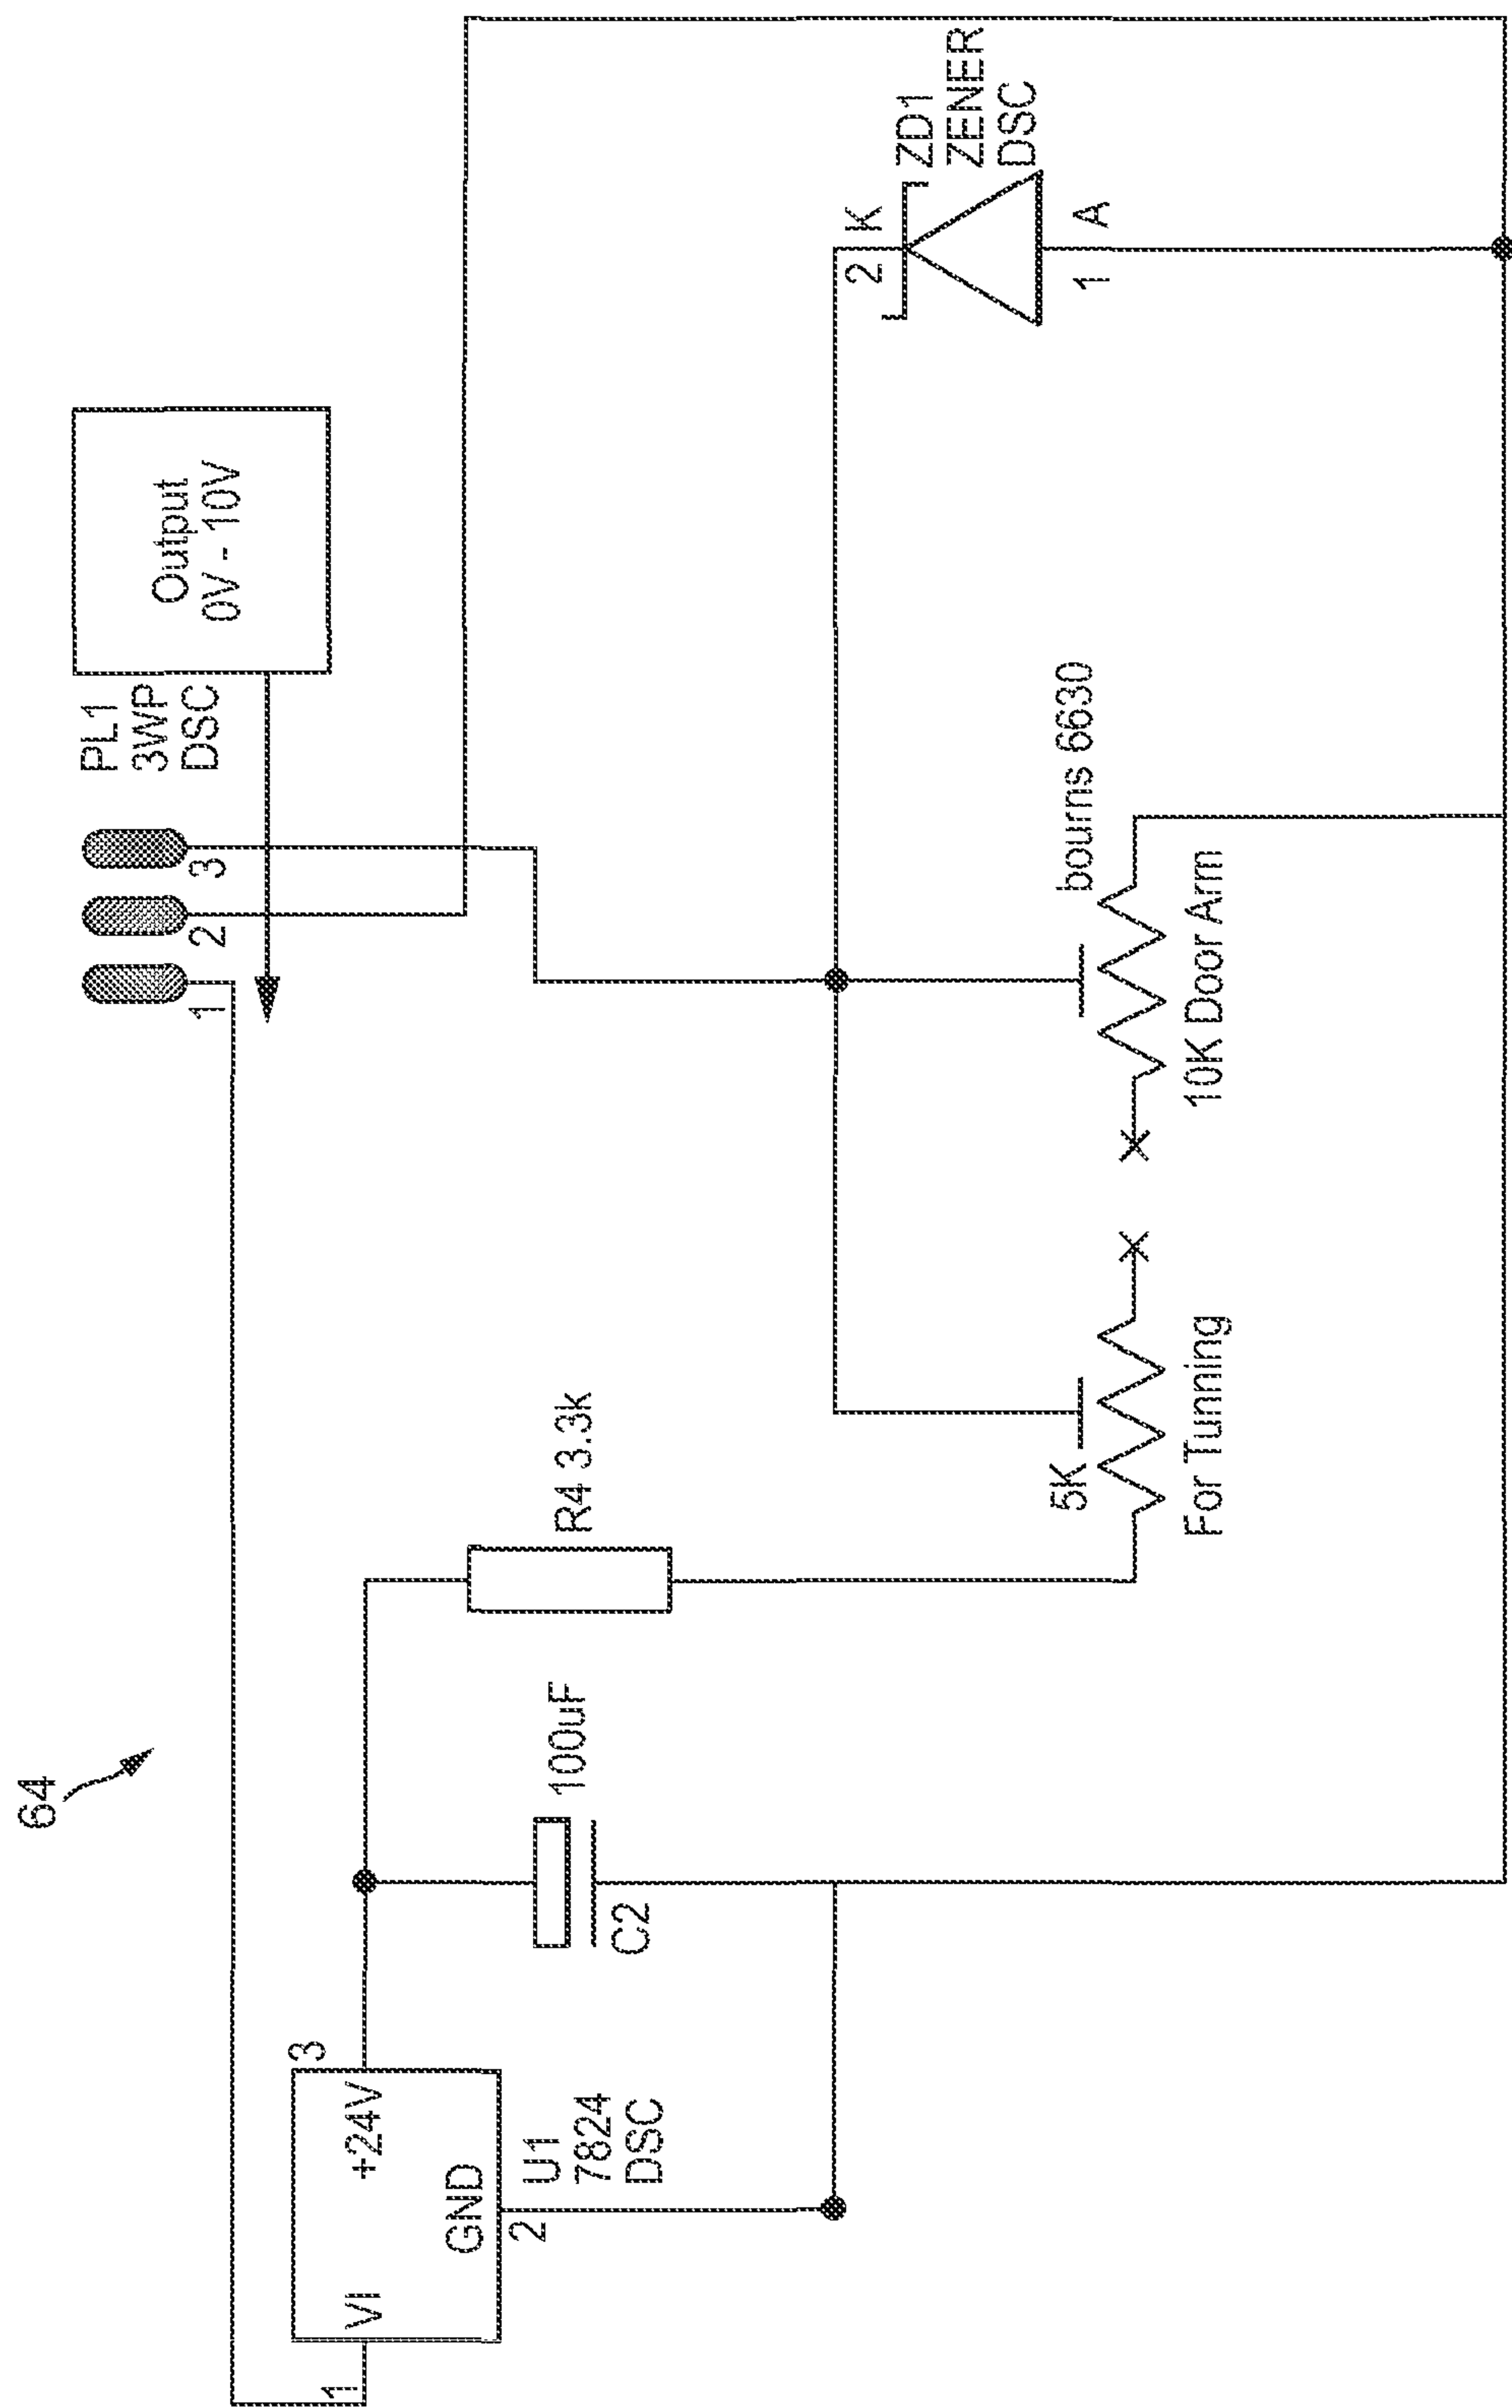 64
1
VI
+24V
3
GND
2
U1
7824
DSC
C2
100uF
R4 3.3k
5K
For Tunning
10K Door Arm
bourns 6630
1
2
3
PL1
3WP
DSC
Output
0V - 10V
2
K
1
A
ZD1
ZENER
DSC